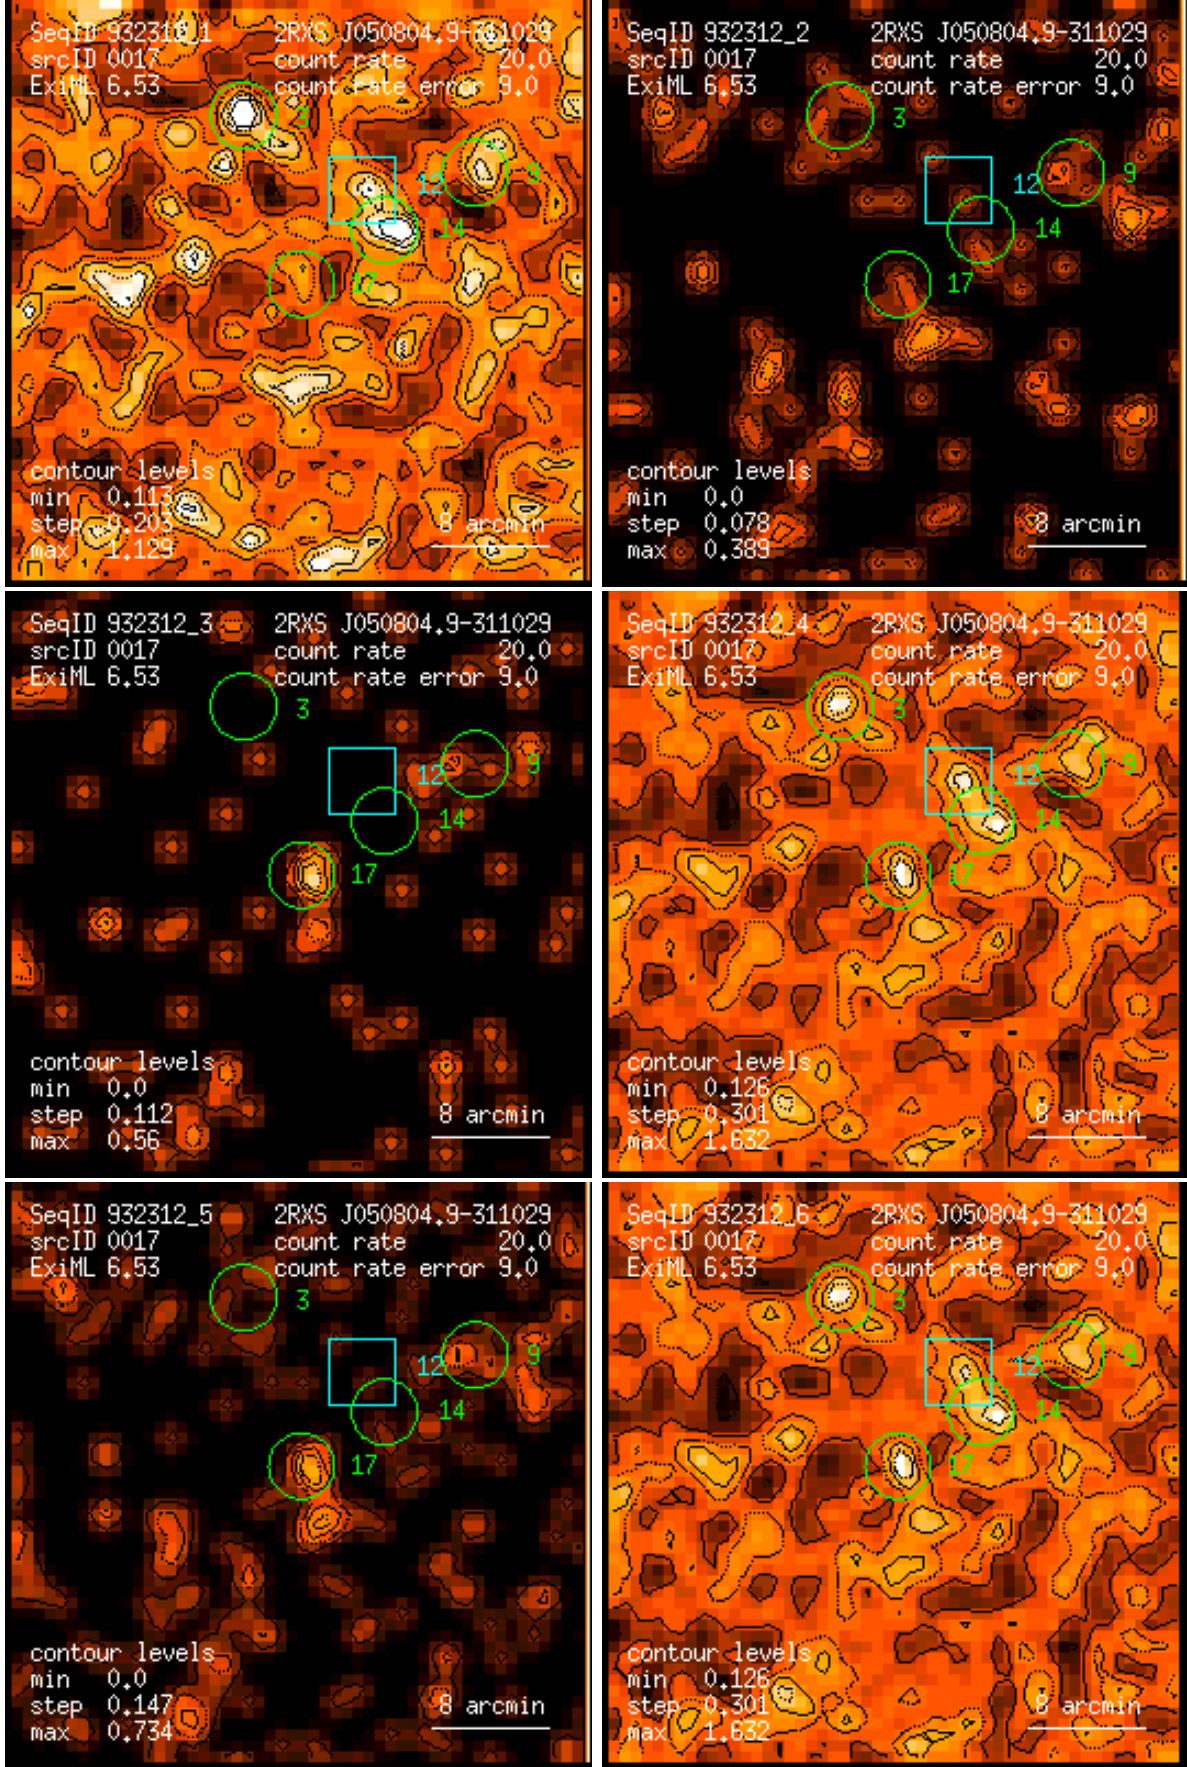 SeqID 932312_1 2RXS J050804.9-311029
srcID 0017 count rate 20.0
ExiML 6.53 count rate error 9.0
3
9
12
14
17
contour levels
min 0.113
step 0.203
max 1.129
8 arcmin
SeqID 932312_2 2RXS J050804.9-311029
srcID 0017 count rate 20.0
ExiML 6.53 count rate error 9.0
3
9
12
14
17
contour levels
min 0.0
step 0.078
max 0.389
8 arcmin
SeqID 932312_3 2RXS J050804.9-311029
srcID 0017 count rate 20.0
ExiML 6.53 count rate error 9.0
3
9
12
14
17
contour levels
min 0.0
step 0.112
max 0.56
8 arcmin
SeqID 932312_4 2RXS J050804.9-311029
srcID 0017 count rate 20.0
ExiML 6.53 count rate error 9.0
3
9
12
14
17
contour levels
min 0.126
step 0.301
max 1.632
8 arcmin
SeqID 932312_5 2RXS J050804.9-311029
srcID 0017 count rate 20.0
ExiML 6.53 count rate error 9.0
3
9
12
14
17
contour levels
min 0.0
step 0.147
max 0.734
8 arcmin
SeqID 932312_6 2RXS J050804.9-311029
srcID 0017 count rate 20.0
ExiML 6.53 count rate error 9.0
3
9
12
14
17
contour levels
min 0.126
step 0.301
max 1.632
8 arcmin